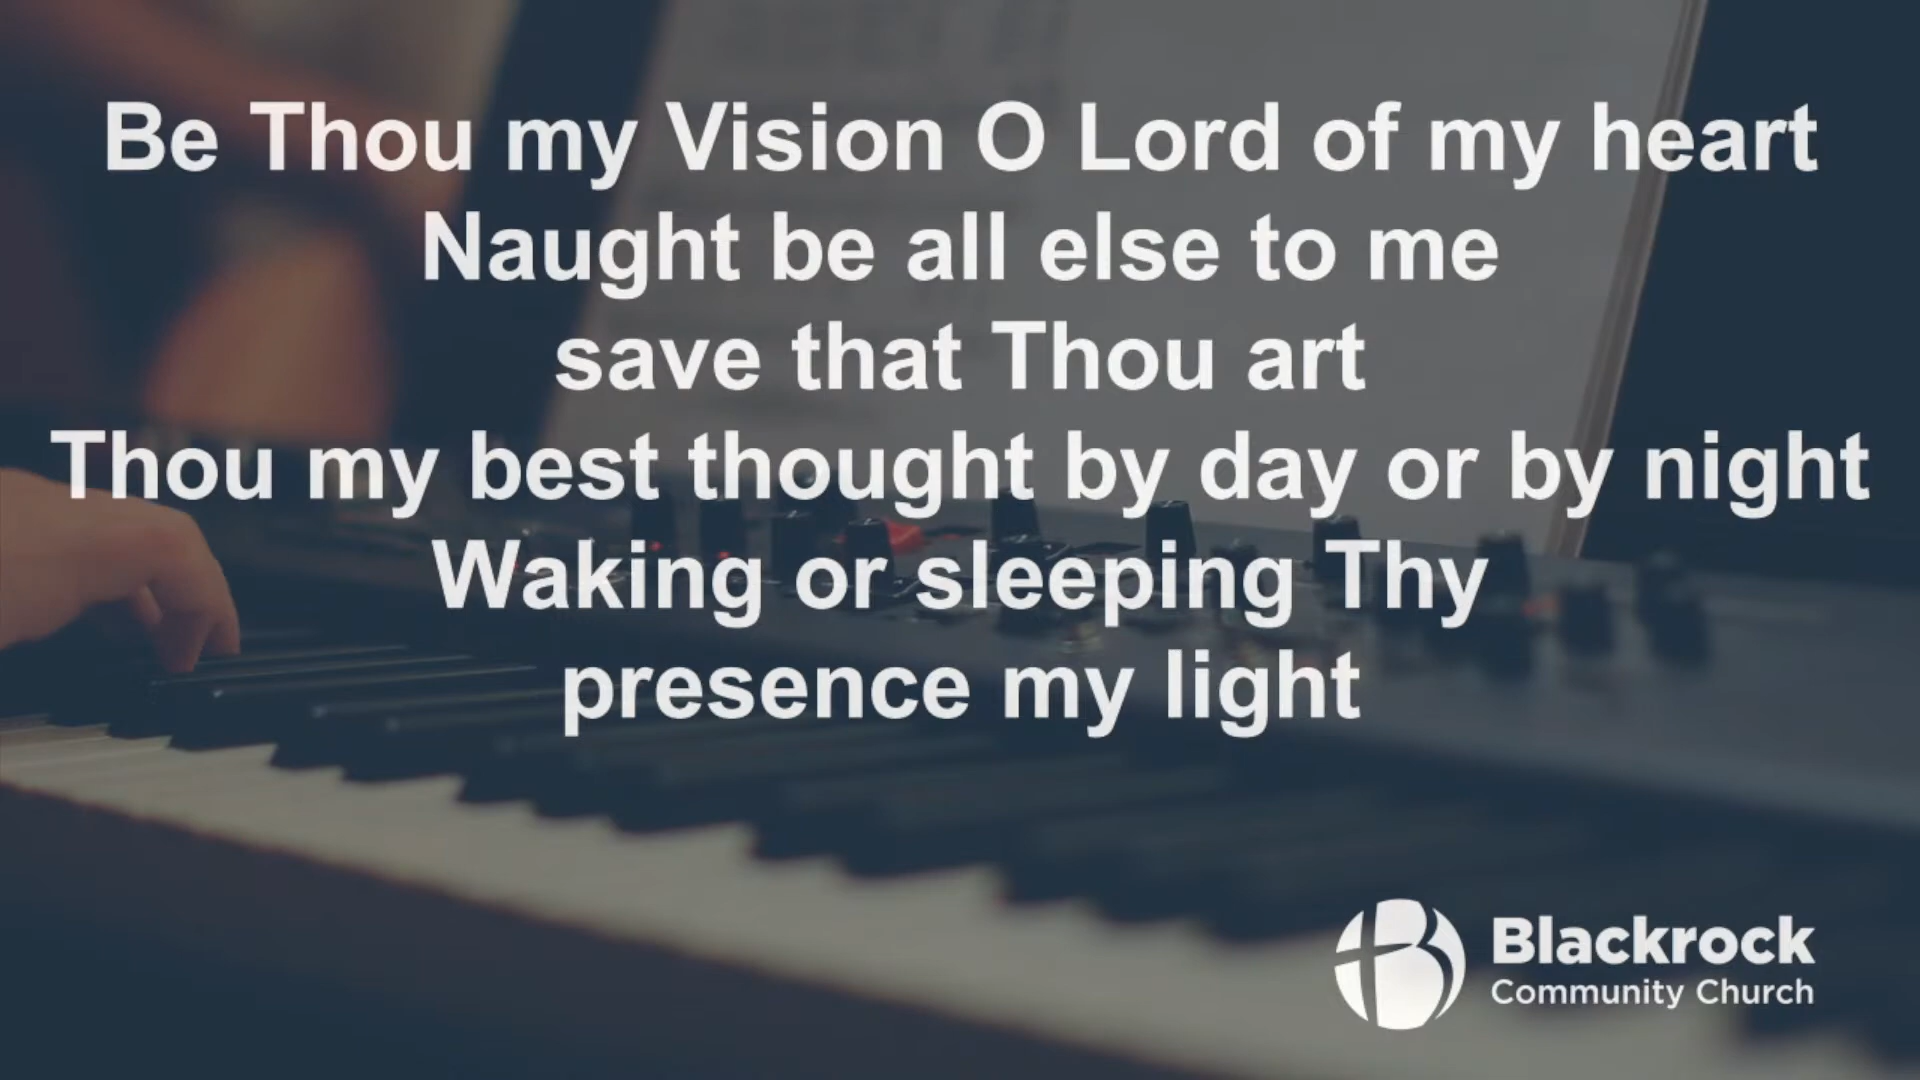 Be Thou my Vision O Lord of my heart
Naught be all else to me
save that Thou art
Thou my best thought by day or by night
Waking or sleeping Thy
presence my light
Blackrock
Community Church